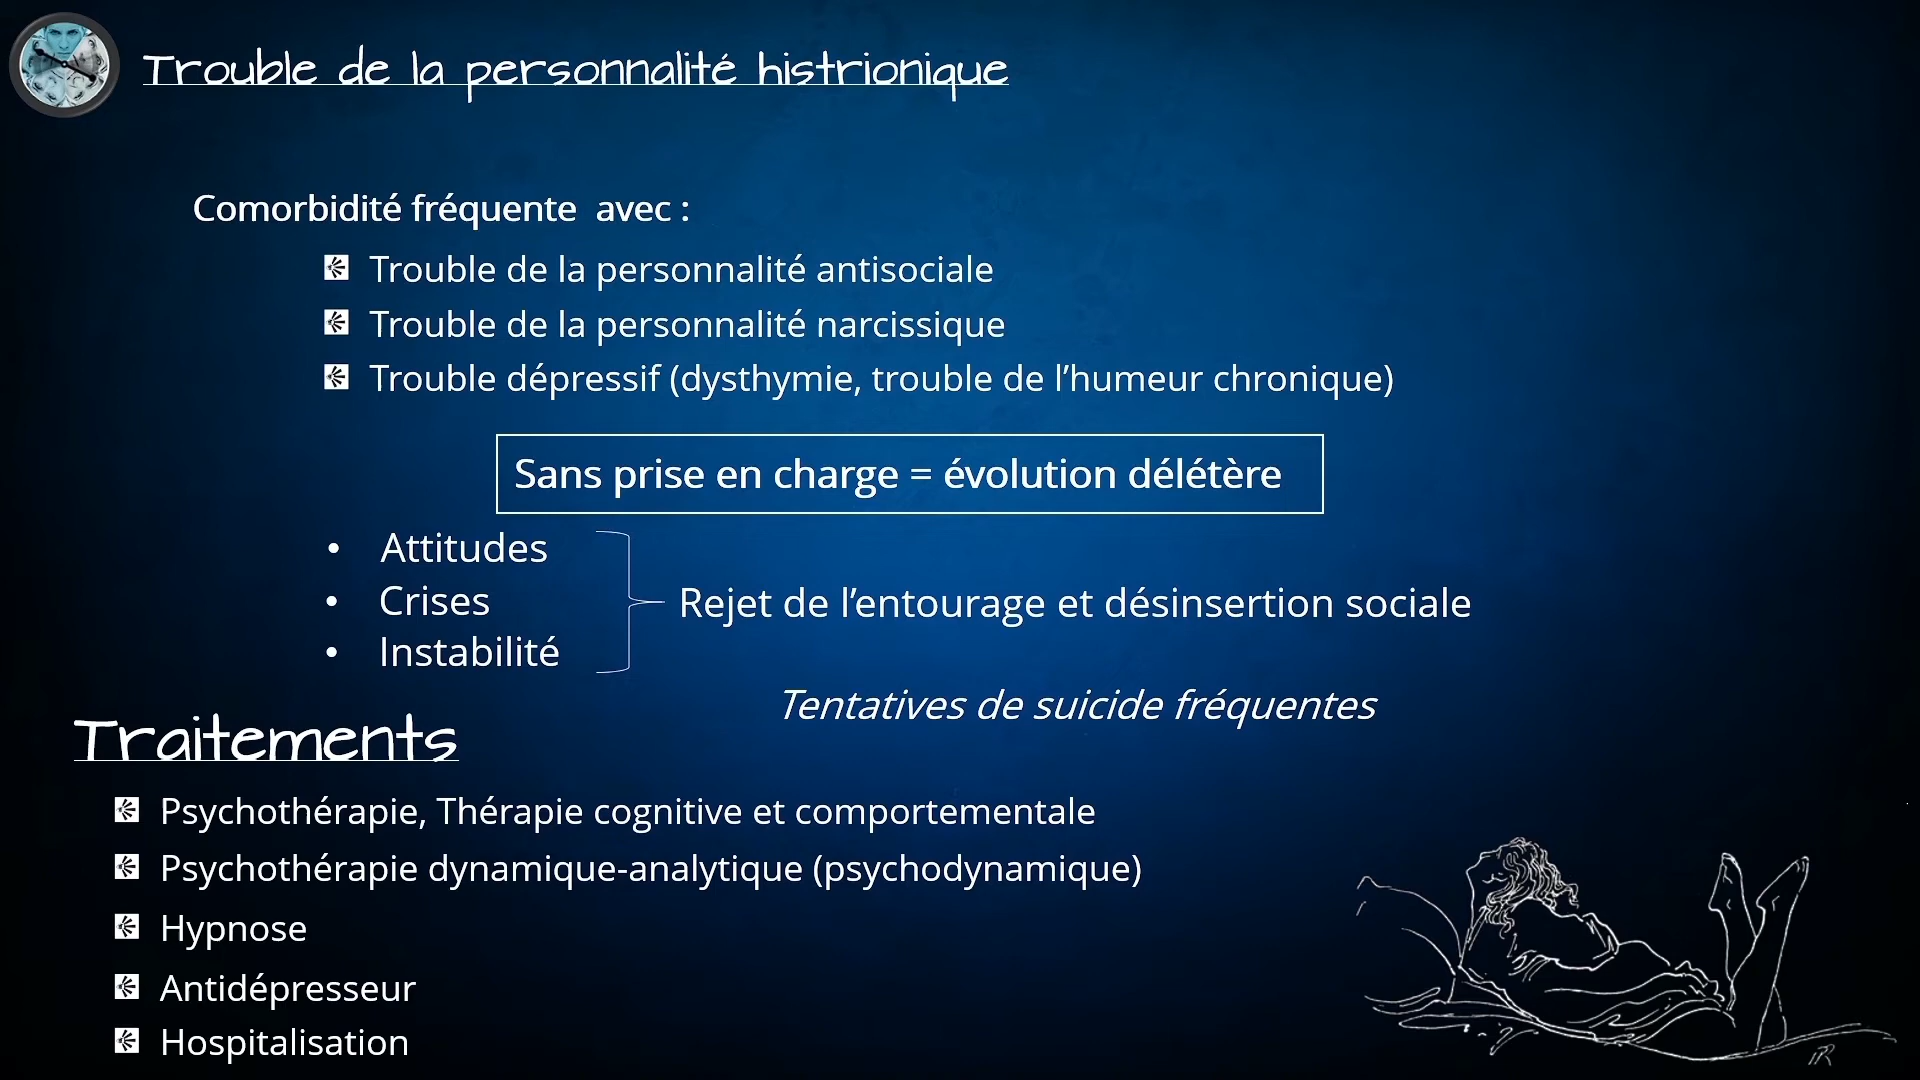 Trouble de la personnalité histrionique
Comorbidité fréquente  avec :
Trouble de la personnalité antisociale
Trouble de la personnalité narcissique
Trouble dépressif (dysthymie, trouble de l’humeur chronique)
Sans prise en charge = évolution délétère
• Attitudes
• Crises
• Instabilité
Rejet de l’entourage et désinsertion sociale
Tentatives de suicide fréquentes
Traitements
Psychothérapie, Thérapie cognitive et comportementale
Psychothérapie dynamique-analytique (psychodynamique)
Hypnose
Antidépresseur
Hospitalisation